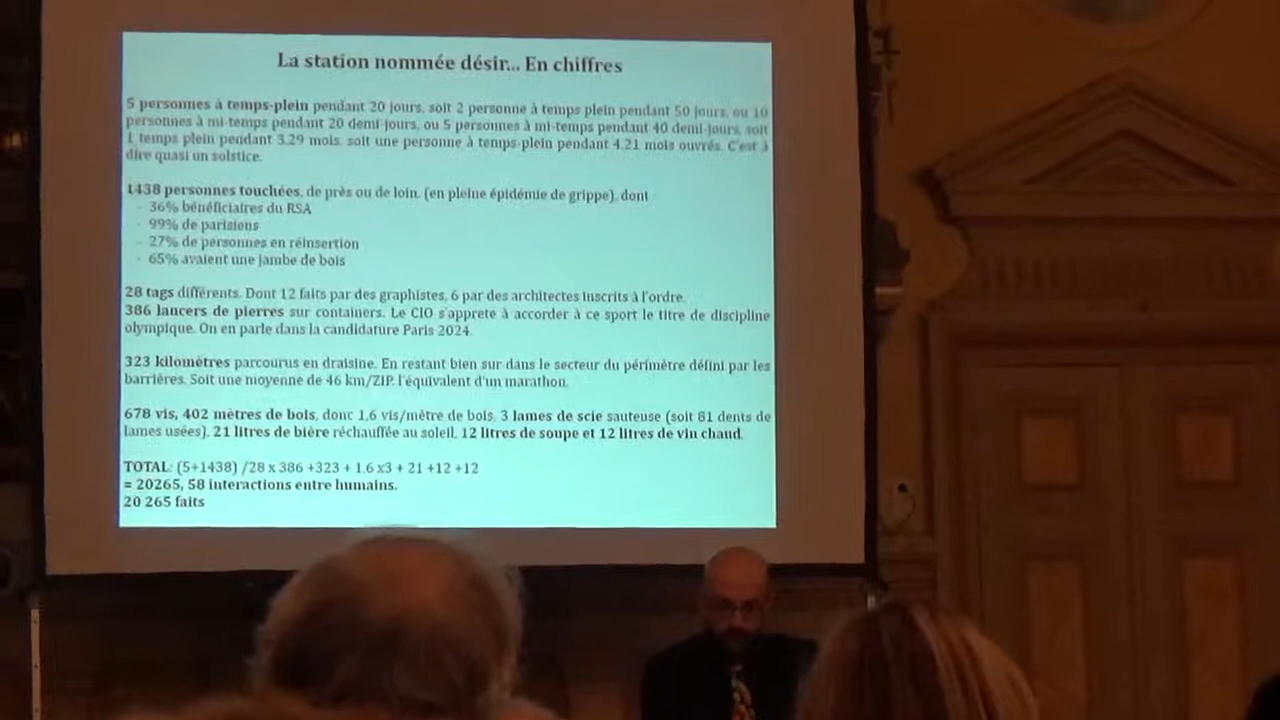 La station nommée désir... En chiffres
5 personnes à temps-plein pendant 20 jours, soit 2 personne à temps plein pendant 50 jours, ou 10
personnes à mi-temps pendant 20 demi-jours, ou 5 personnes à mi-temps pendant 40 demi-jours, soit
1 temps plein pendant 3.29 mois, soit une personne à temps-plein pendant 4.21 mois ouvrés. C'est à
dire quasi un solstice.
1438 personnes touchées, de près ou de loin, (en pleine épidémie de grippe), dont
- 36% bénéficiaires du RSA
- 99% de parisiens
- 27% de personnes en réinsertion
- 65% avaient une jambe de bois
28 tags différents. Dont 12 faits par des graphistes, 6 par des architectes inscrits à l'ordre.
386 lancers de pierres sur containers. Le CIO s'apprete à accorder à ce sport le titre de discipline
olympique. On en parle dans la candidature Paris 2024.
323 kilomètres parcourus en draisine. En restant bien sur dans le secteur du périmètre défini par les
barrières. Soit une moyenne de 46 km/ZIP, l'équivalent d'un marathon.
678 vis, 402 mètres de bois, donc 1,6 vis/mètre de bois, 3 lames de scie sauteuse (soit 81 dents de
lames usées), 21 litres de bière réchauffée au soleil, 12 litres de soupe et 12 litres de vin chaud.
TOTAL: (5+1438) /28 x 386 +323 + 1.6 x3 + 21 +12 +12
= 20265, 58 interactions entre humains.
20 265 faits